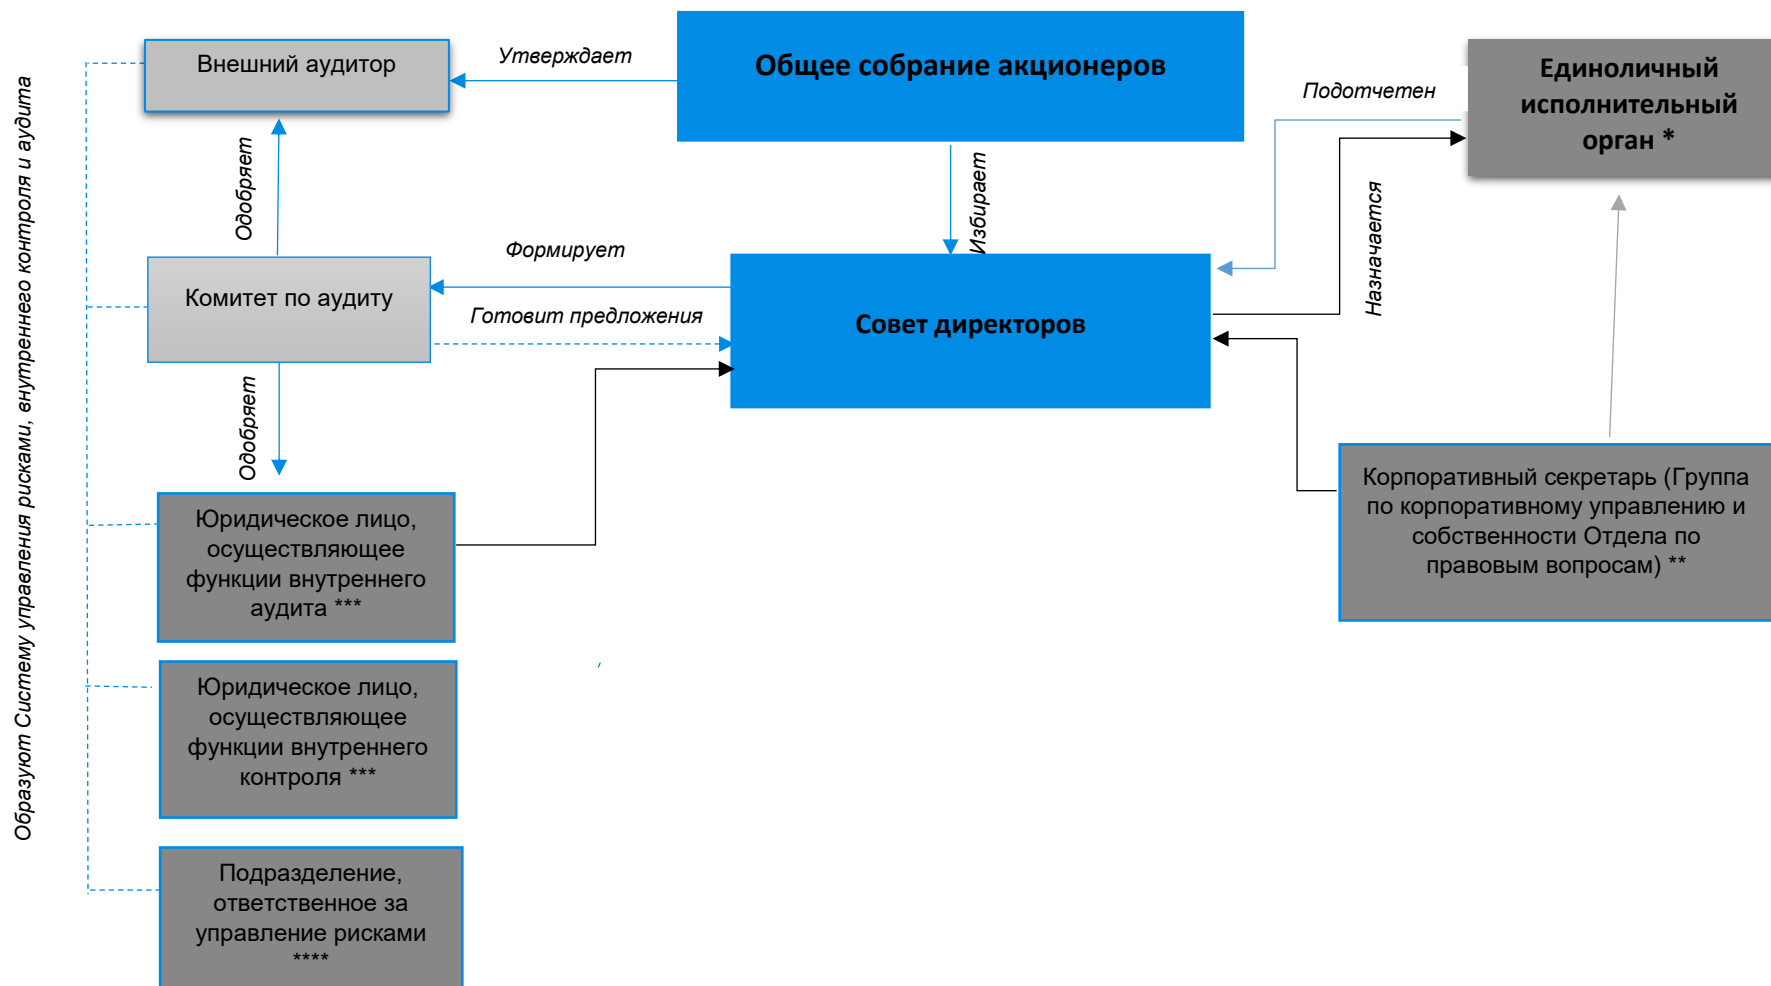 Образуют Систему управления рисками, внутреннего контроля и аудита
Внешний аудитор
Утверждает
Общее собрание акционеров
Подотчетен
Единоличный
исполнительный
орган *
Одобряет
Избирает
Назначается
Формирует
Комитет по аудиту
Готовит предложения
Совет директоров
Одобряет
Юридическое лицо,
осуществляющее
функции внутреннего
аудита ***
Корпоративный секретарь (Группа
по корпоративному управлению и
собственности Отдела по
правовым вопросам) **
Юридическое лицо,
осуществляющее
функции внутреннего
контроля ***
Подразделение,
ответственное за
управление рисками
****